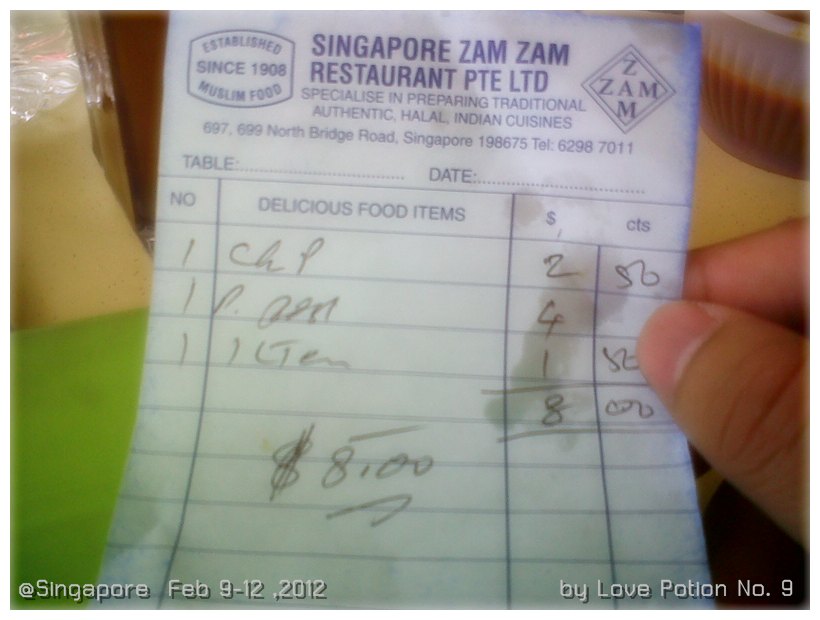 ESTABLISHED
SINCE 1908
MUSLIM FOOD
SINGAPORE ZAM ZAM
RESTAURANT PTE LTD
SPECIALISE IN PREPARING TRADITIONAL
AUTHENTIC, HALAL, INDIAN CUISINES
697, 699 North Bridge Road, Singapore 198675 Tel: 6298 7011
Z
ZAM
M
TABLE:.................................. DATE:..................................
NO DELICIOUS FOOD ITEMS $ cts
1 Ch P 2 50
1 P. 4
1 1 50
8 00
$ 8.00
@Singapore Feb 9-12 ,2012
by Love Potion No. 9